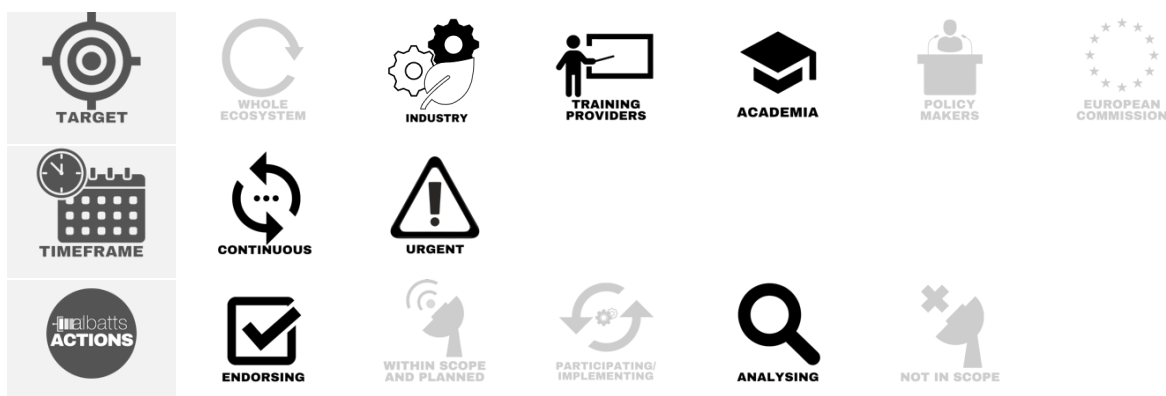 TARGET
WHOLE
ECOSYSTEM
INDUSTRY
TRAINING
PROVIDERS
ACADEMIA
POLICY
MAKERS
EUROPEAN
COMMISSION
TIMEFRAME
CONTINUOUS
URGENT
albatts
ACTIONS
ENDORSING
WITHIN SCOPE
AND PLANNED
PARTICIPATING/
IMPLEMENTING
ANALYSING
NOT IN SCOPE